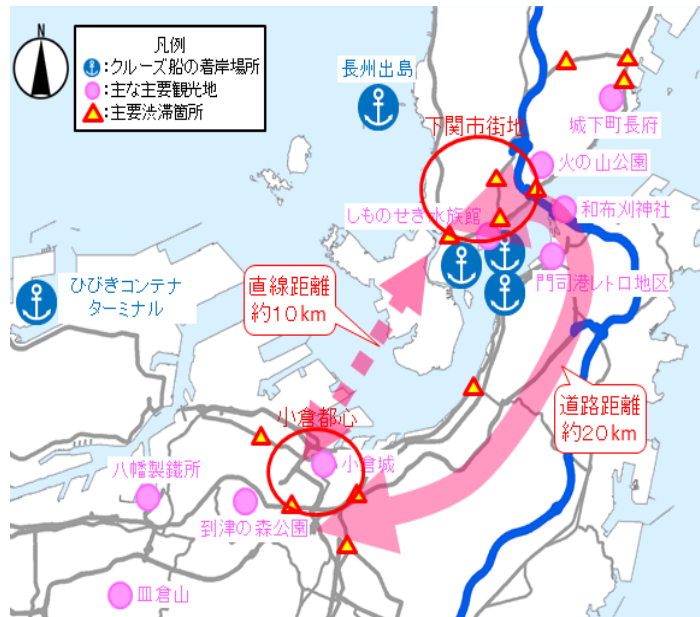 N
凡例
:クルーズ船の着岸場所
:主な主要観光地
:主要渋滞箇所
長州出島
下関市街地
城下町長府
火の山公園
しものせき水族館
和布刈神社
門司港レトロ地区
ひびきコンテナ
ターミナル
直線距離
約10km
道路距離
約20km
小倉都心
小倉城
八幡製鐵所
到津の森公園
皿倉山